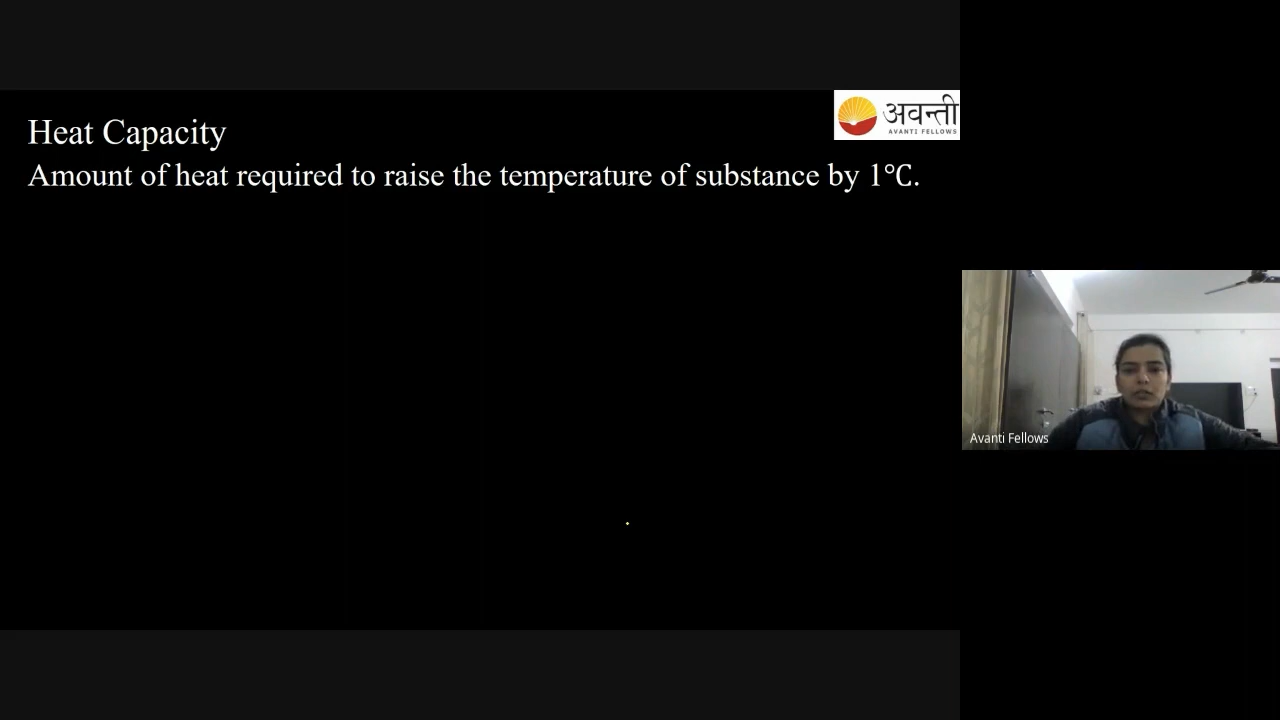 Heat Capacity
Amount of heat required to raise the temperature of substance by 1℃.
अवन्ती
AVANTI FELLOWS
Avanti Fellows